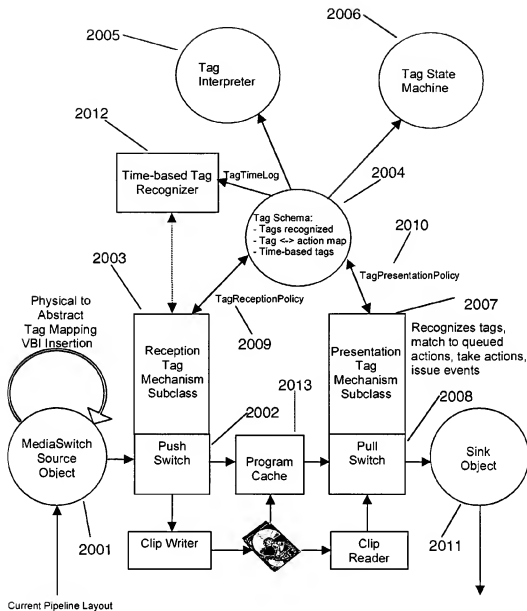 2005
2006
Tag
Interpreter
Tag State
Machine
2012
Time-based Tag
Recognizer
TagTimeLog
2004
Tag Schema:
- Tags recognized
- Tag <-> action map
- Time-based tags
2010
TagPresentationPolicy
2003
TagReceptionPolicy
2007
Physical to
Abstract
Tag Mapping
VBI Insertion
2009
Recognizes tags,
match to queued
actions, take actions,
issue events
Reception
Tag
Mechanism
Subclass
Presentation
Tag
Mechanism
Subclass
2013
2002
2008
MediaSwitch
Source
Object
Push
Switch
Program
Cache
Pull
Switch
Sink
Object
2001
Clip Writer
Clip
Reader
2011
Current Pipeline Layout